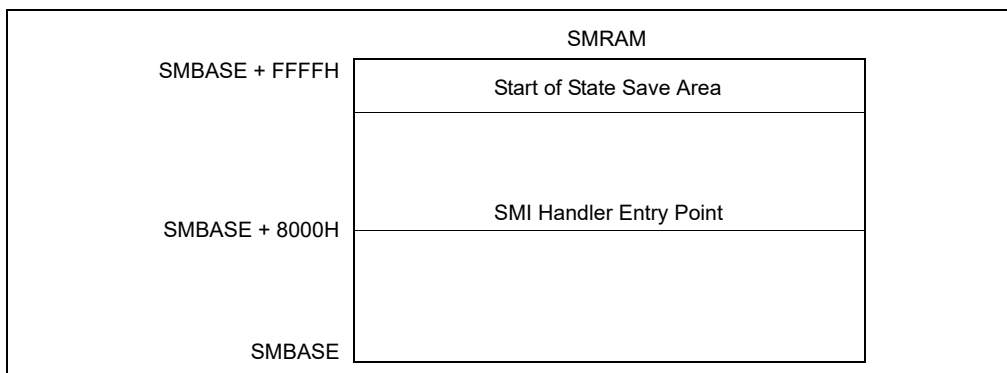 SMRAM
SMBASE + FFFFH
Start of State Save Area
SMI Handler Entry Point
SMBASE + 8000H
SMBASE